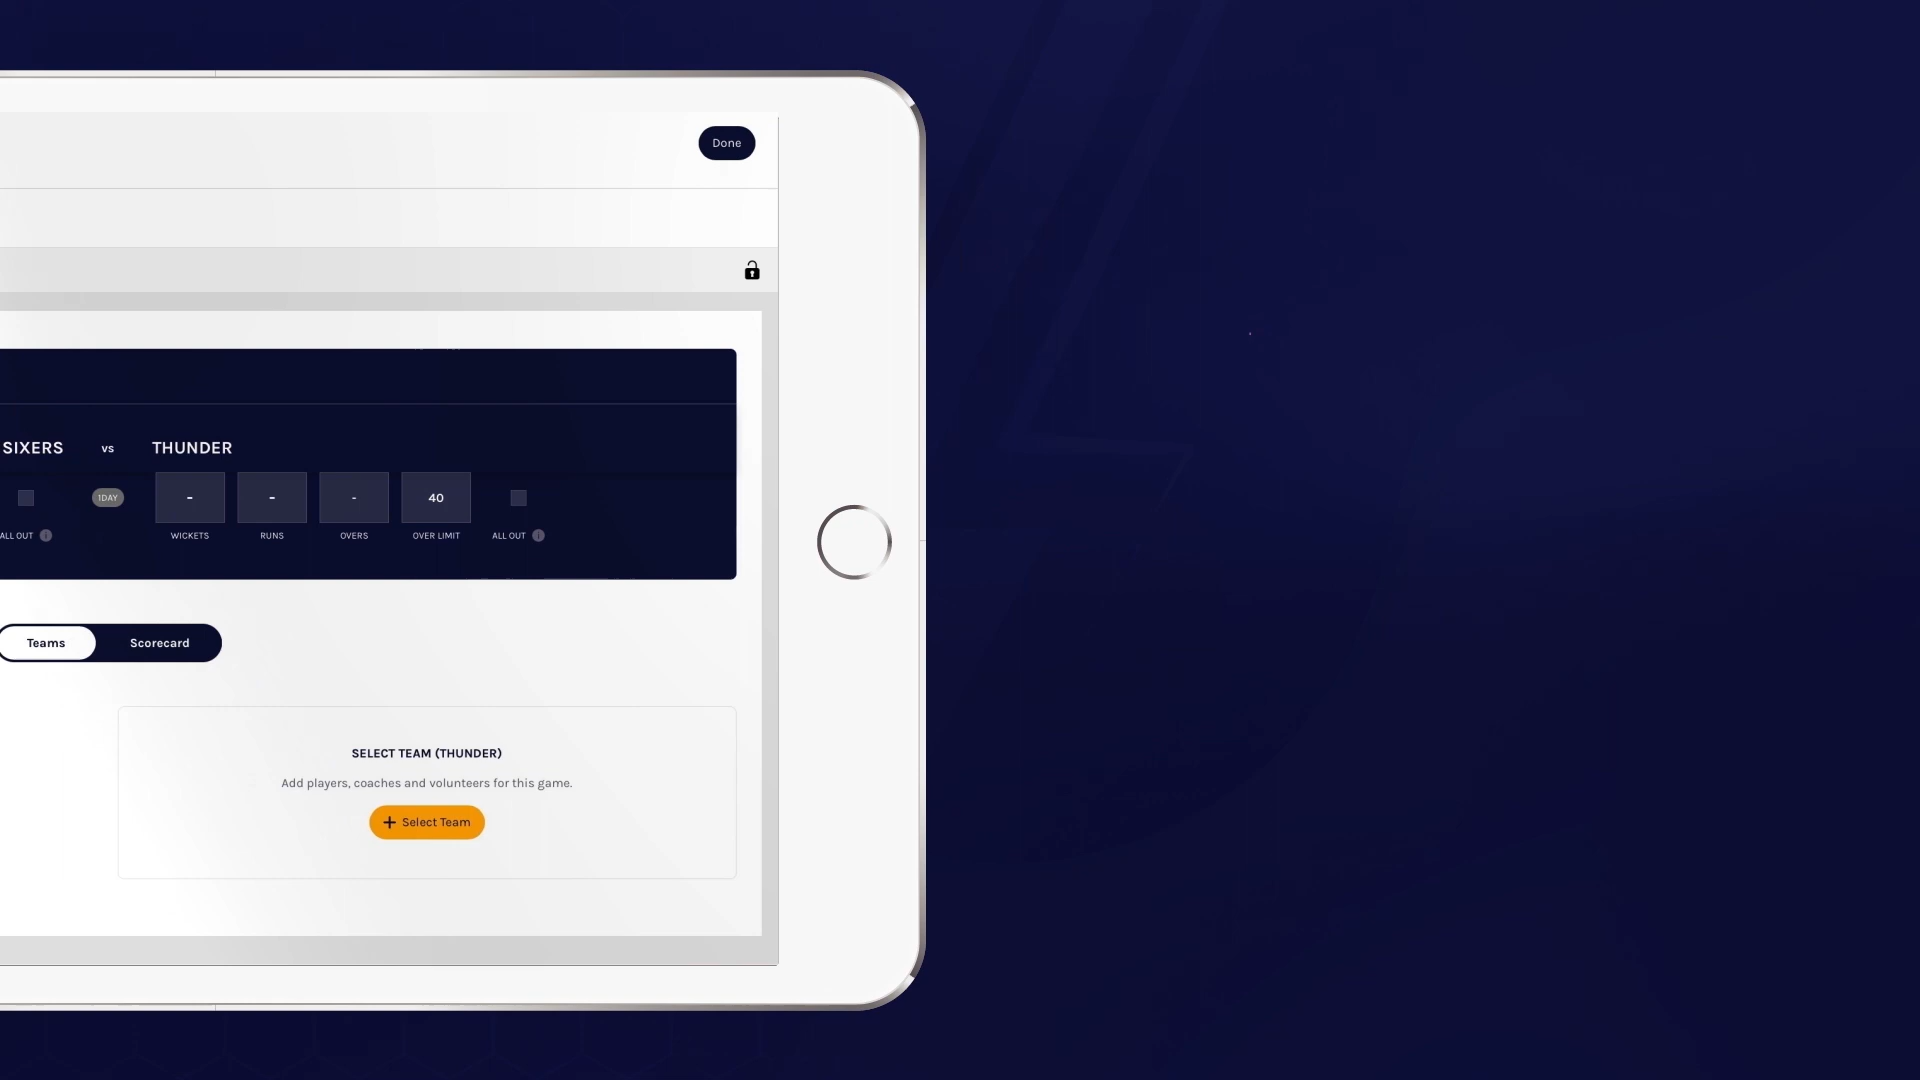 Done
SIXERS vs THUNDER
1DAY - - - 40
ALL OUT i WICKETS RUNS OVERS OVER LIMIT ALL OUT i
Teams Scorecard
SELECT TEAM (THUNDER)
Add players, coaches and volunteers for this game.
+ Select Team